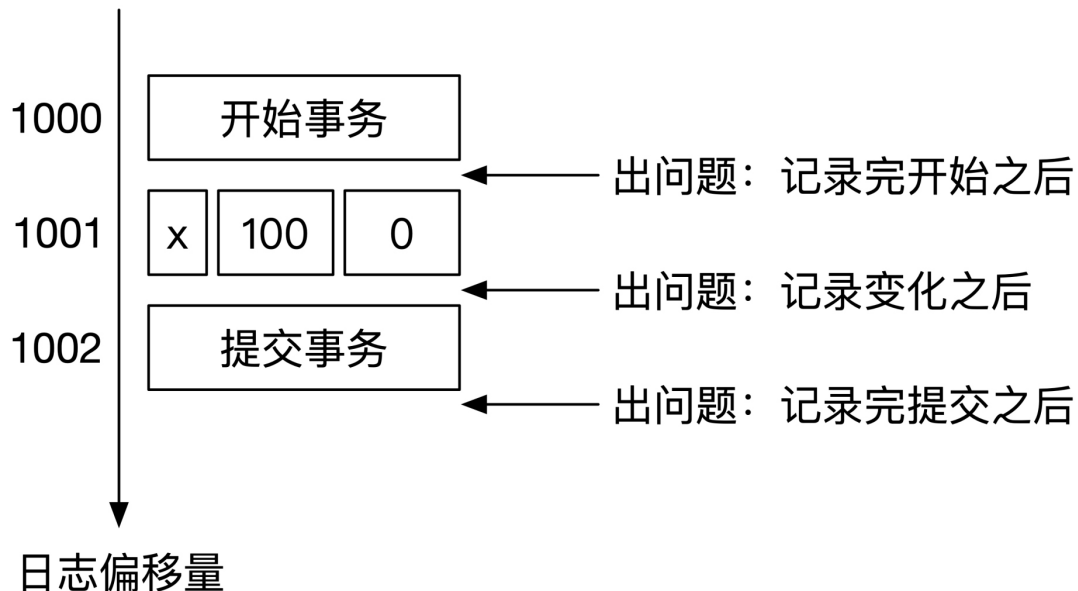 1000
开始事务
出问题：记录完开始之后
1001
x
100
0
出问题：记录变化之后
1002
提交事务
出问题：记录完提交之后
日志偏移量